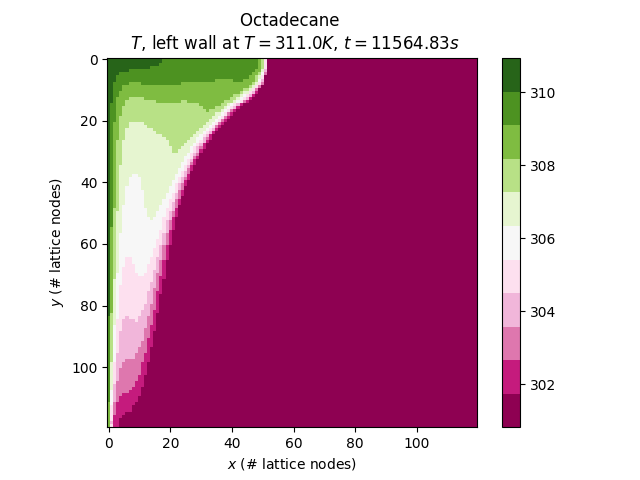 Octadecane
T, left wall at T = 311.0K, t = 11564.83s
0
20
40
60
80
100
y (# lattice nodes)
0 20 40 60 80 100
x (# lattice nodes)
310
308
306
304
302